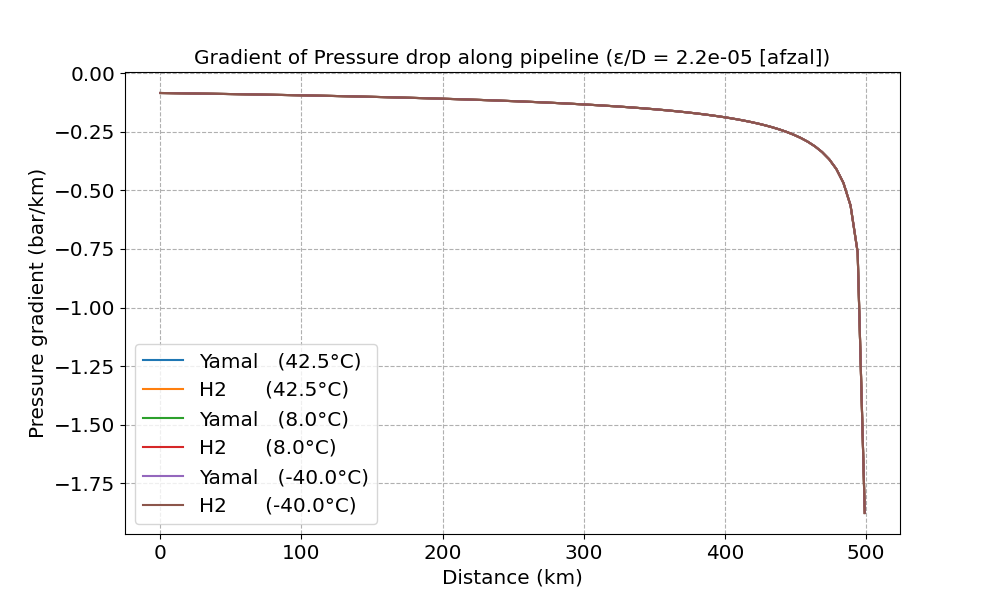 Gradient of Pressure drop along pipeline (ε/D = 2.2e-05 [afzal])
Pressure gradient (bar/km)
0.00
−0.25
−0.50
−0.75
−1.00
−1.25
−1.50
−1.75
Yamal (42.5°C)
H2 (42.5°C)
Yamal (8.0°C)
H2 (8.0°C)
Yamal (-40.0°C)
H2 (-40.0°C)
0 100 200 300 400 500
Distance (km)